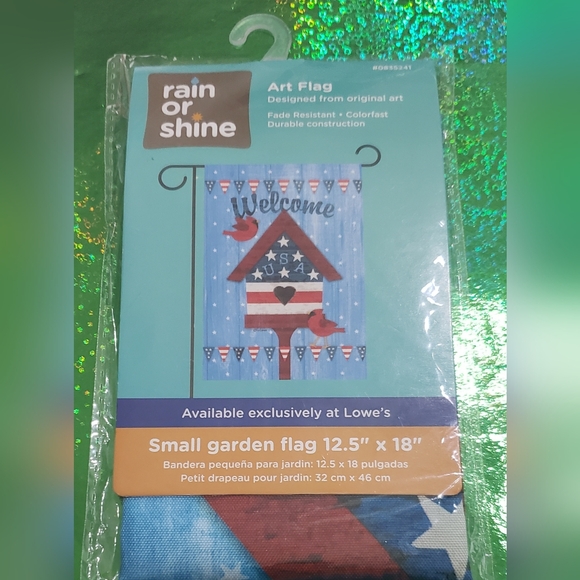 rain
or
shine
Art Flag
Designed from original art
Fade Resistant • Colorfast
Durable construction
Welcome
USA
Available exclusively at Lowe's
Small garden flag 12.5" x 18"
Bandera pequeña para jardin: 12.5 x 18 pulgadas
Petit drapeau pour jardin: 32 cm x 46 cm